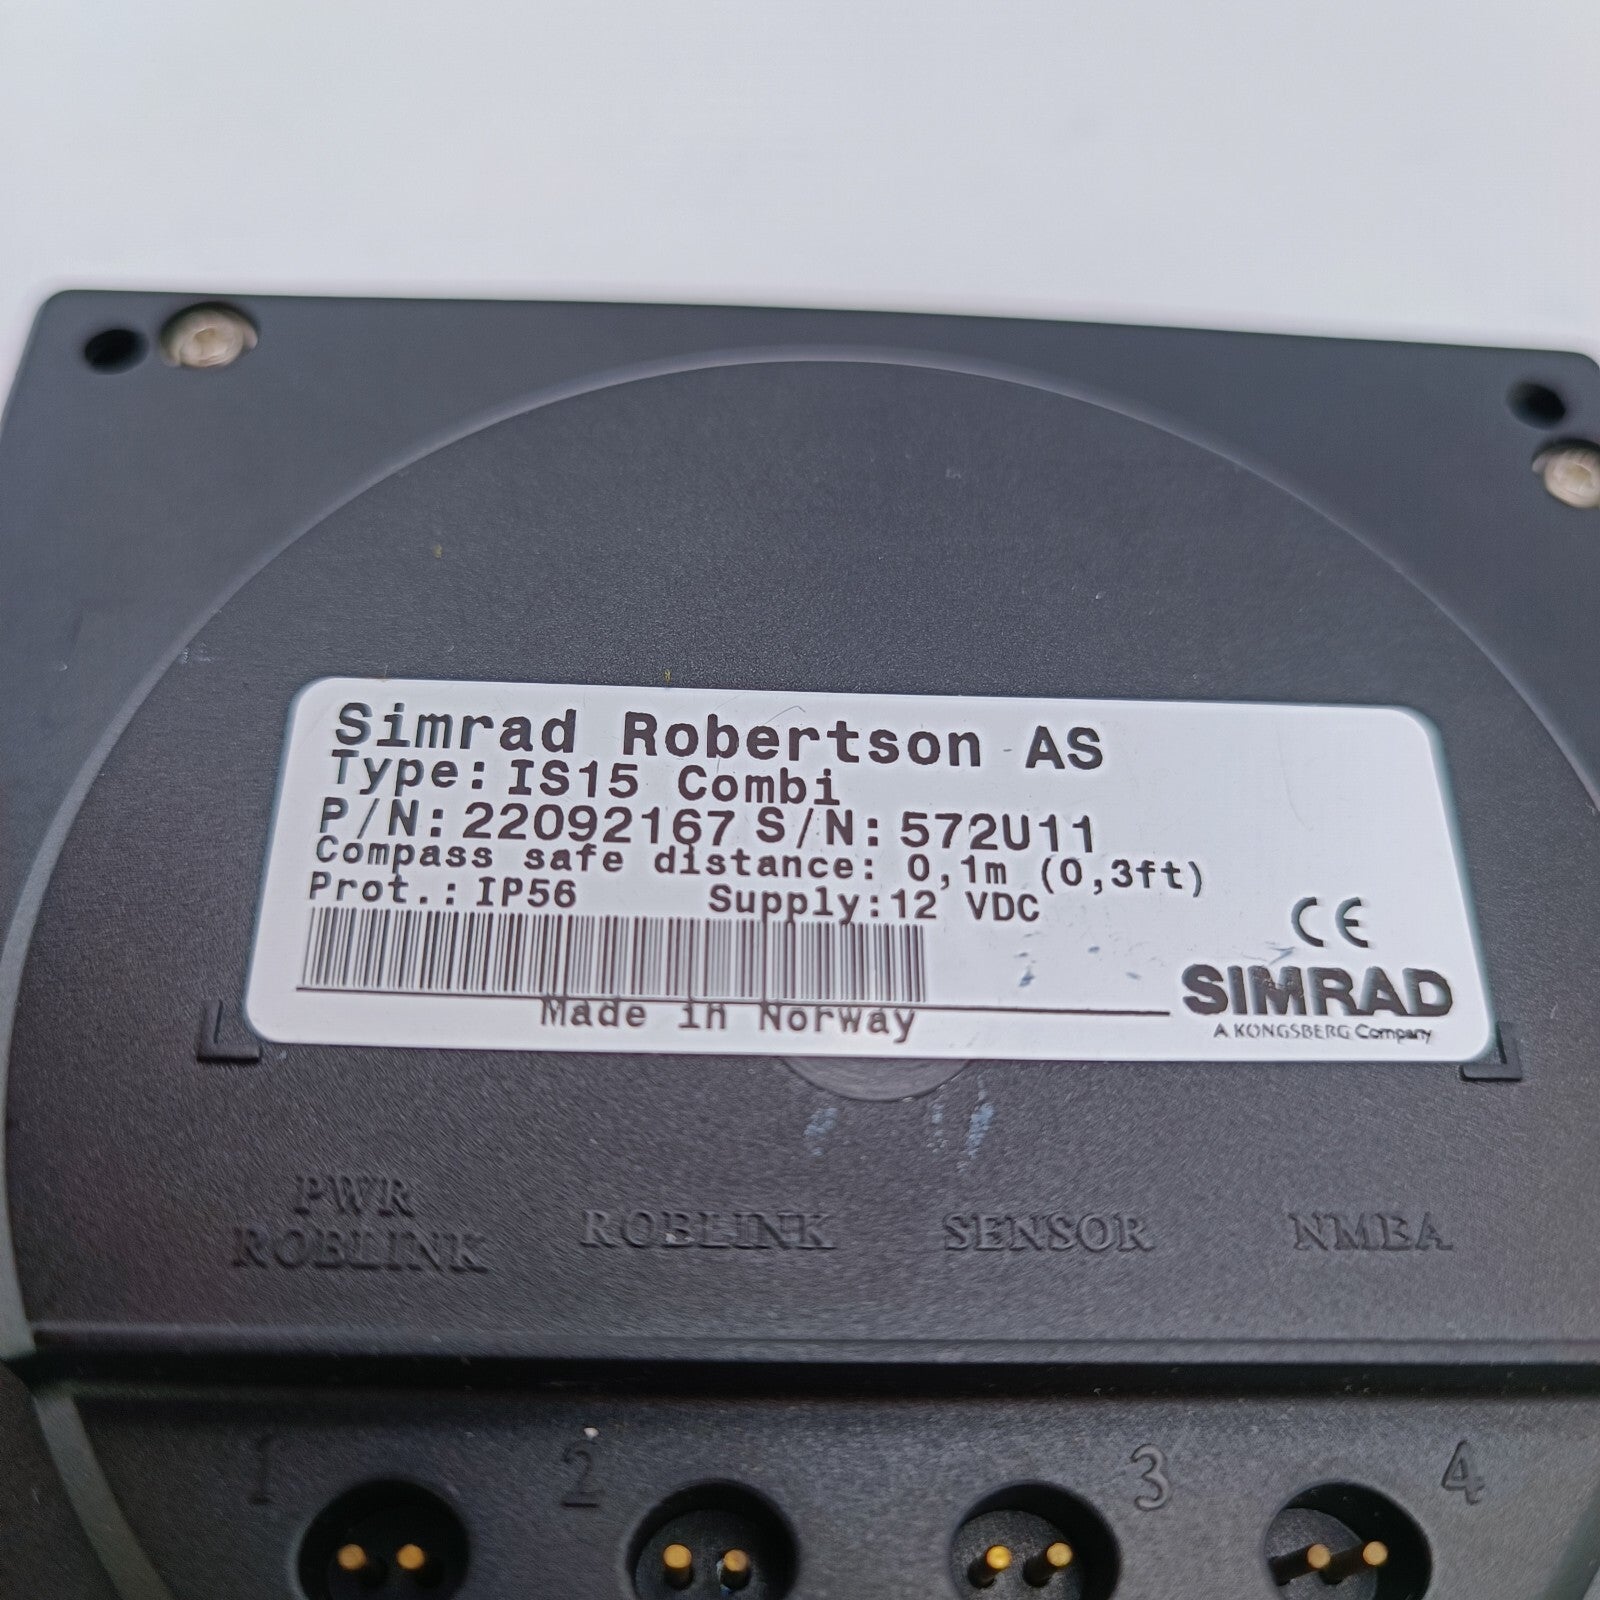 Simrad Robertson AS
Type: IS15 Combi
P/N: 22092167 S/N: 572U11
Compass safe distance: 0,1m (0,3ft)
Prot.: IP56 Supply: 12 VDC
CE
SIMRAD
A KONGSBERG Company
Made in Norway
PWR
ROBLINK
ROBLINK
SENSOR
NMEA
1 2 3 4